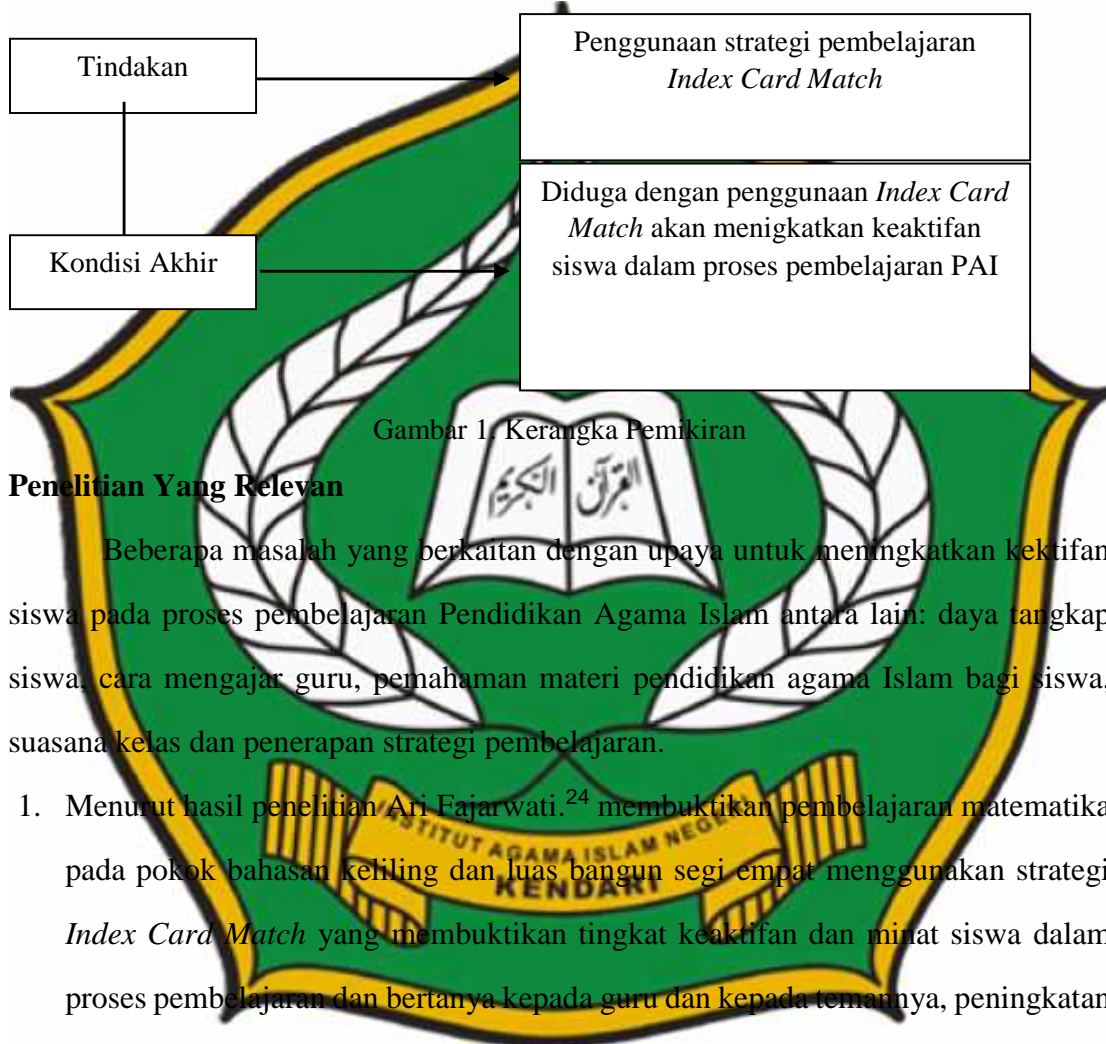 Tindakan
Penggunaan strategi pembelajaran
Index Card Match
Kondisi Akhir
Diduga dengan penggunaan Index Card
Match akan menigkatkan keaktifan
siswa dalam proses pembelajaran PAI
Gambar 1. Kerangka Pemikiran
القرآن الكريم
Penelitian Yang Relevan
Beberapa masalah yang berkaitan dengan upaya untuk meningkatkan kektifan
siswa pada proses pembelajaran Pendidikan Agama Islam antara lain: daya tangkap
siswa, cara mengajar guru, pemahaman materi pendidikan agama Islam bagi siswa,
suasana kelas dan penerapan strategi pembelajaran.
1. Menurut hasil penelitian Ari Fajarwati.24 membuktikan pembelajaran matematika
pada pokok bahasan keliling dan luas bangun segi empat menggunakan strategi
Index Card Match yang membuktikan tingkat keaktifan dan minat siswa dalam
proses pembelajaran dan bertanya kepada guru dan kepada temannya, peningkatan
INSTITUT AGAMA ISLAM NEGERI
KENDARI